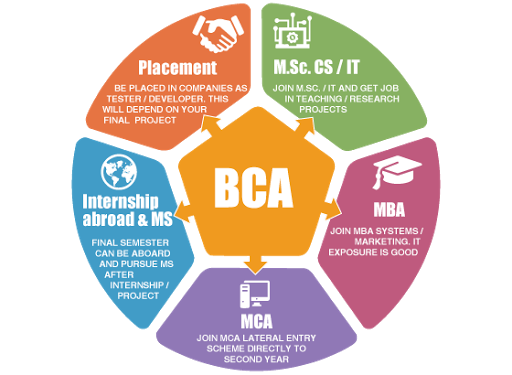 Placement
BE PLACED IN COMPANIES AS
TESTER / DEVELOPER. THIS
WILL DEPEND ON YOUR
FINAL PROJECT
M.Sc. CS / IT
JOIN M.SC. / IT AND GET JOB
IN TEACHING / RESEARCH
PROJECTS
BCA
Internship
abroad & MS
FINAL SEMESTER
CAN BE ABOARD
AND PURSUE MS
AFTER
INTERNSHIP /
PROJECT
MBA
JOIN MBA SYSTEMS /
MARKETING. IT
EXPOSURE IS GOOD
MCA
JOIN MCA LATERAL ENTRY
SCHEME DIRECTLY TO
SECOND YEAR